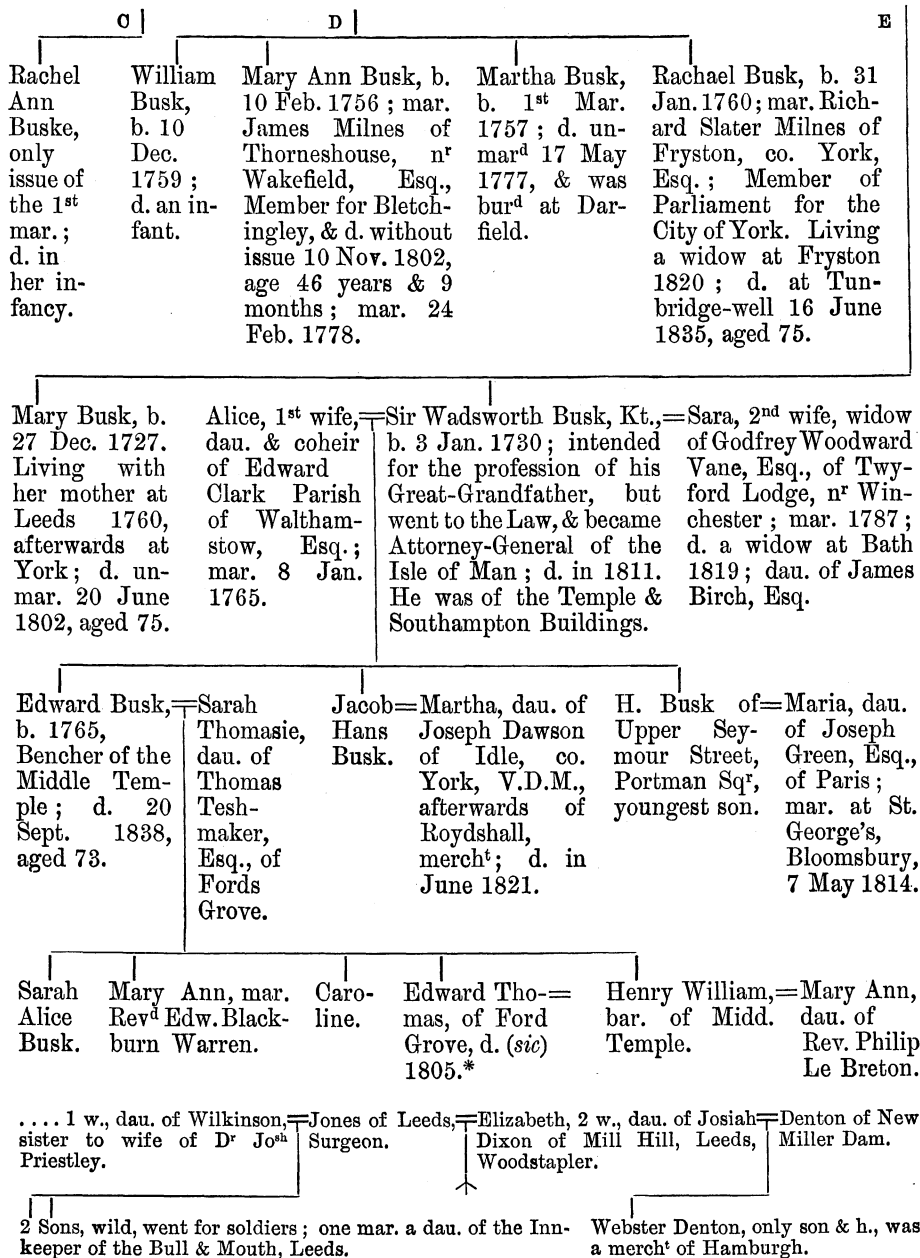 C D E
Rachel
Ann
Buske,
only
issue of
the 1st
mar.;
d. in
her in-
fancy.
William
Busk,
b. 10
Dec.
1759;
d. an in-
fant.
Mary Ann Busk, b.
10 Feb. 1756; mar.
James Milnes of
Thorneshouse, nr
Wakefield, Esq.,
Member for Bletch-
ingley, & d. without
issue 10 Nov. 1802,
age 46 years & 9
months; mar. 24
Feb. 1778.
Martha Busk,
b. 1st Mar.
1757; d. un-
mard 17 May
1777, & was
burd at Dar-
field.
Rachael Busk, b. 31
Jan. 1760; mar. Rich-
ard Slater Milnes of
Fryston, co. York,
Esq.; Member of
Parliament for the
City of York. Living
a widow at Fryston
1820; d. at Tun-
bridge-well 16 June
1835, aged 75.
Mary Busk, b.
27 Dec. 1727.
Living with
her mother at
Leeds 1760,
afterwards at
York; d. un-
mar. 20 June
1802, aged 75.
Alice, 1st wife,
dau. & coheir
of Edward
Clark Parish
of Waltham-
stow, Esq.;
mar. 8 Jan.
1765.
=Sir Wadsworth Busk, Kt.,
b. 3 Jan. 1730; intended
for the profession of his
Great-Grandfather, but
went to the Law, & became
Attorney-General of the
Isle of Man; d. in 1811.
He was of the Temple &
Southampton Buildings.
=Sara, 2nd wife, widow
of Godfrey Woodward
Vane, Esq., of Twy-
ford Lodge, nr Win-
chester; mar. 1787;
d. a widow at Bath
1819; dau. of James
Birch, Esq.
Edward Busk,
b. 1765,
Bencher of the
Middle Tem-
ple; d. 20
Sept. 1838,
aged 73.
=Sarah
Thomasie,
dau. of
Thomas
Tesh-
maker,
Esq., of
Fords
Grove.
Jacob
Hans
Busk.
=Martha, dau. of
Joseph Dawson
of Idle, co.
York, V.D.M.,
afterwards of
Roydshall,
mercht; d. in
June 1821.
H. Busk of
Upper Sey-
mour Street,
Portman Sqr,
youngest son.
=Maria, dau.
of Joseph
Green, Esq.,
of Paris;
mar. at St.
George's,
Bloomsbury,
7 May 1814.
Sarah
Alice
Busk.
Mary Ann, mar.
Revd Edw. Black-
burn Warren.
Caro-
line.
Edward Tho-=
mas, of Ford
Grove, d. (sic)
1805.*
Henry William,
bar. of Midd.
Temple.
=Mary Ann,
dau. of
Rev. Philip
Le Breton.
.... 1 w., dau. of Wilkinson,
sister to wife of Dr Josh
Priestley.
=Jones of Leeds,
Surgeon.
=Elizabeth, 2 w., dau. of Josiah
Dixon of Mill Hill, Leeds,
Woodstapler.
=Denton of New
Miller Dam.
2 Sons, wild, went for soldiers; one mar. a dau. of the Inn-
keeper of the Bull & Mouth, Leeds.
Webster Denton, only son & h., was
a mercht of Hamburgh.